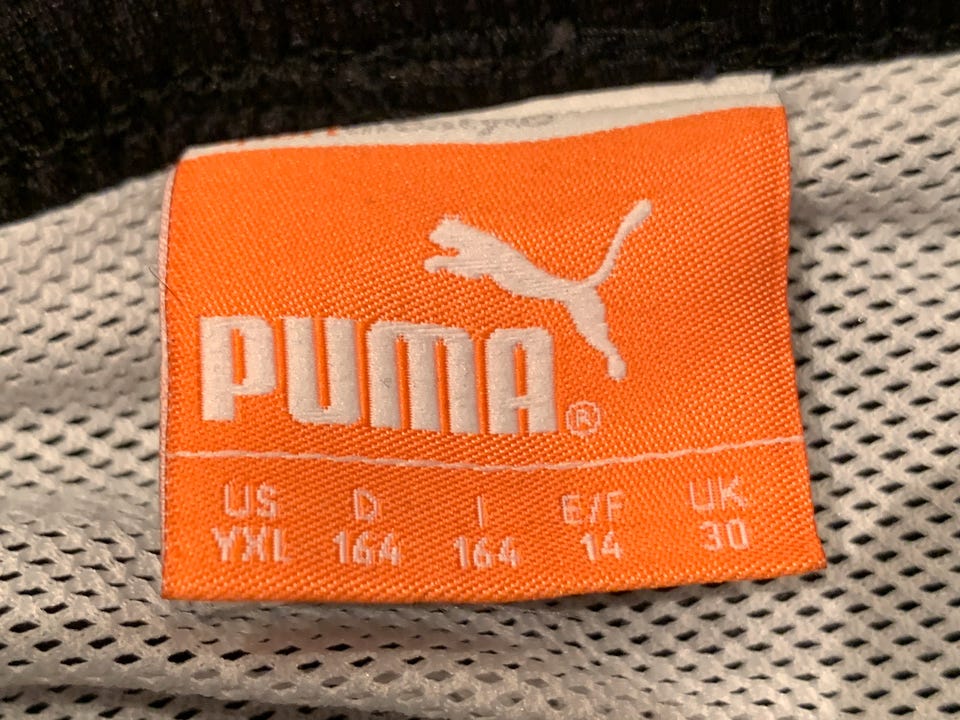 PUMA®
US D I E/F UK
YXL 164 164 14 30